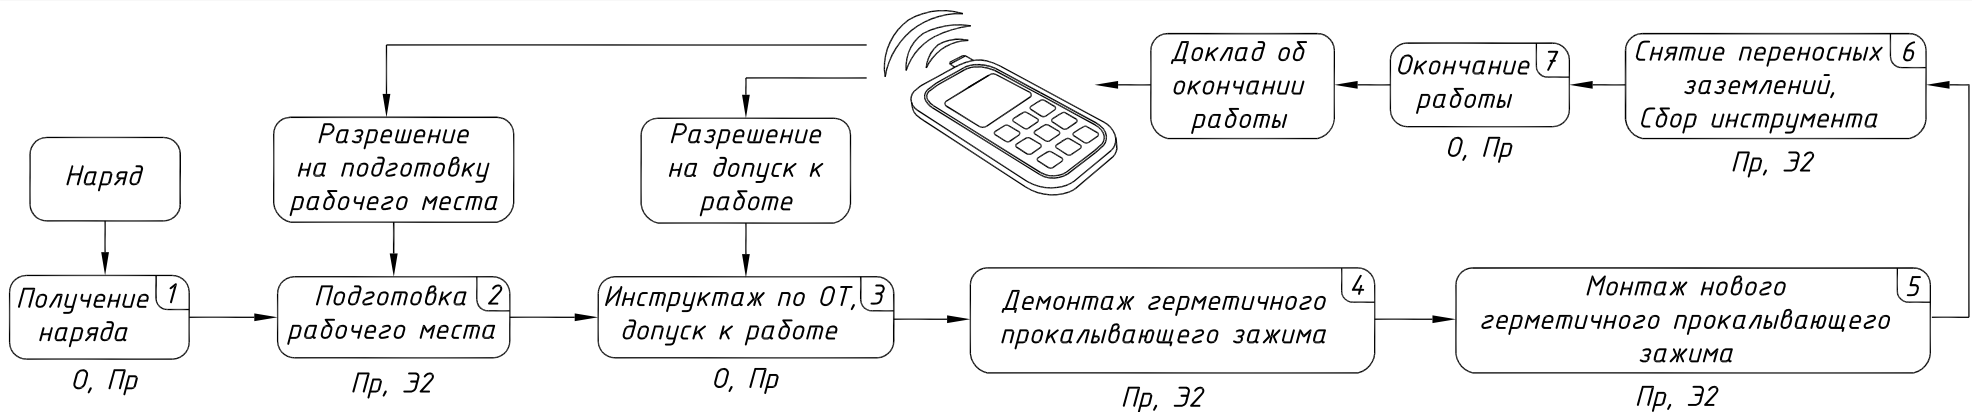 Наряд
Получение
наряда
1
О, Пр
Разрешение
на подготовку
рабочего места
Подготовка
рабочего места
2
Пр, Э2
Разрешение
на допуск к
работе
Инструктаж по ОТ,
допуск к работе
3
О, Пр
Демонтаж герметичного
прокалывающего зажима
4
Пр, Э2
Монтаж нового
герметичного прокалывающего
зажима
5
Пр, Э2
Снятие переносных
заземлений,
Сбор инструмента
6
Пр, Э2
Окончание
работы
7
О, Пр
Доклад об
окончании
работы